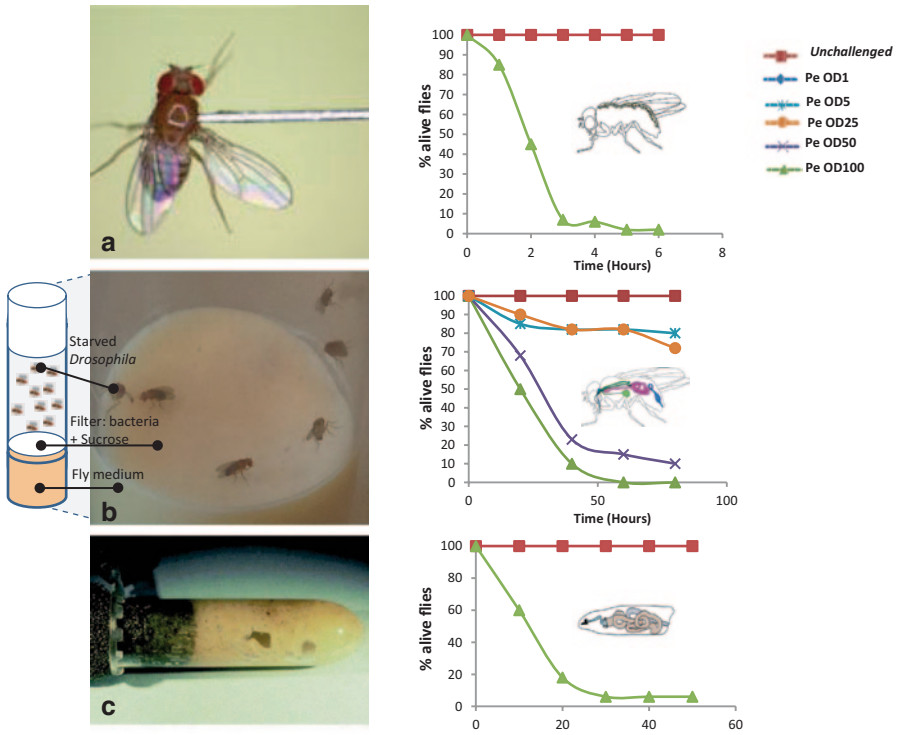 a
100
90
80
70
60
50
40
30
20
10
0
% alive flies
0 2 4 6 8
Time (Hours)
Unchallenged
Pe OD1
Pe OD5
Pe OD25
Pe OD50
Pe OD100
Starved
Drosophila
Filter: bacteria
+ Sucrose
Fly medium
b
100
90
80
70
60
50
40
30
20
10
0
% alive flies
0 50 100
Time (Hours)
c
100
80
60
40
20
0
% alive flies
0 20 40 60